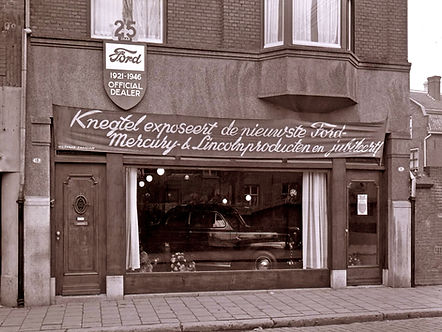 25
Ford
1921-1946
OFFICIAL
DEALER
Knegtel exposeert de nieuwste Ford-
Mercury- & Lincolnproducten en jubileert